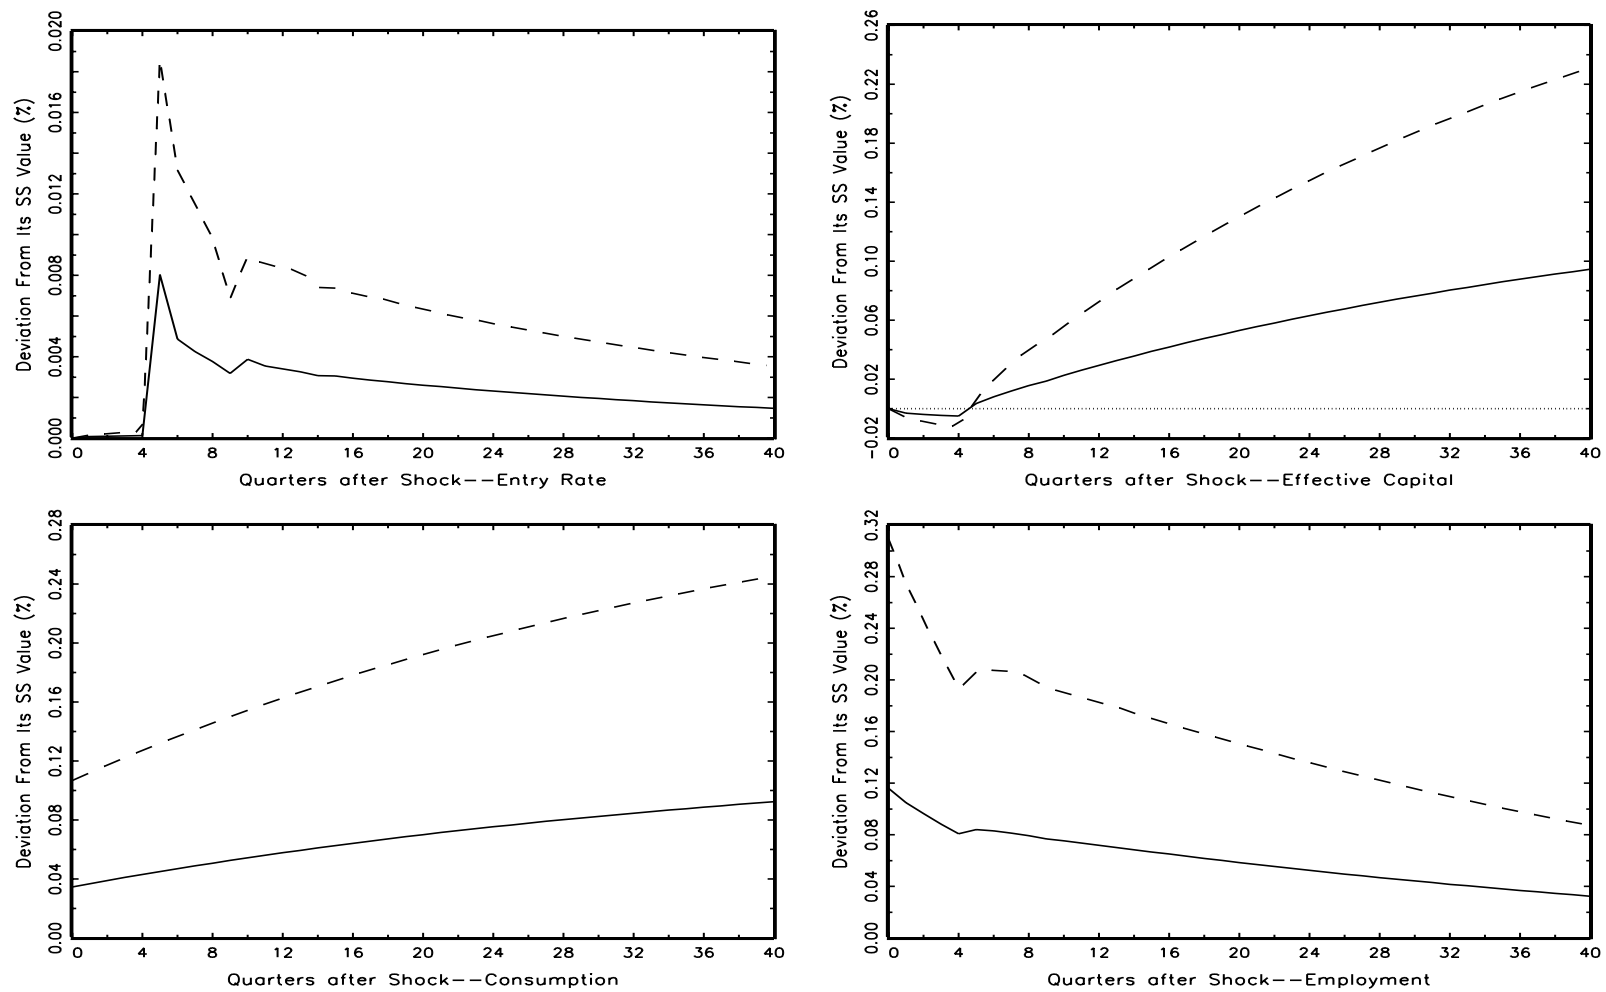 Deviation From Its SS Value (%)
0.000 0.004 0.008 0.012 0.016 0.020
0 4 8 12 16 20 24 28 32 36 40
Quarters after Shock--Entry Rate
Deviation From Its SS Value (%)
-0.02 0.02 0.06 0.10 0.14 0.18 0.22 0.26
0 4 8 12 16 20 24 28 32 36 40
Quarters after Shock--Effective Capital
Deviation From Its SS Value (%)
0.00 0.04 0.08 0.12 0.16 0.20 0.24 0.28
0 4 8 12 16 20 24 28 32 36 40
Quarters after Shock--Consumption
Deviation From Its SS Value (%)
0.00 0.04 0.08 0.12 0.16 0.20 0.24 0.28 0.32
0 4 8 12 16 20 24 28 32 36 40
Quarters after Shock--Employment